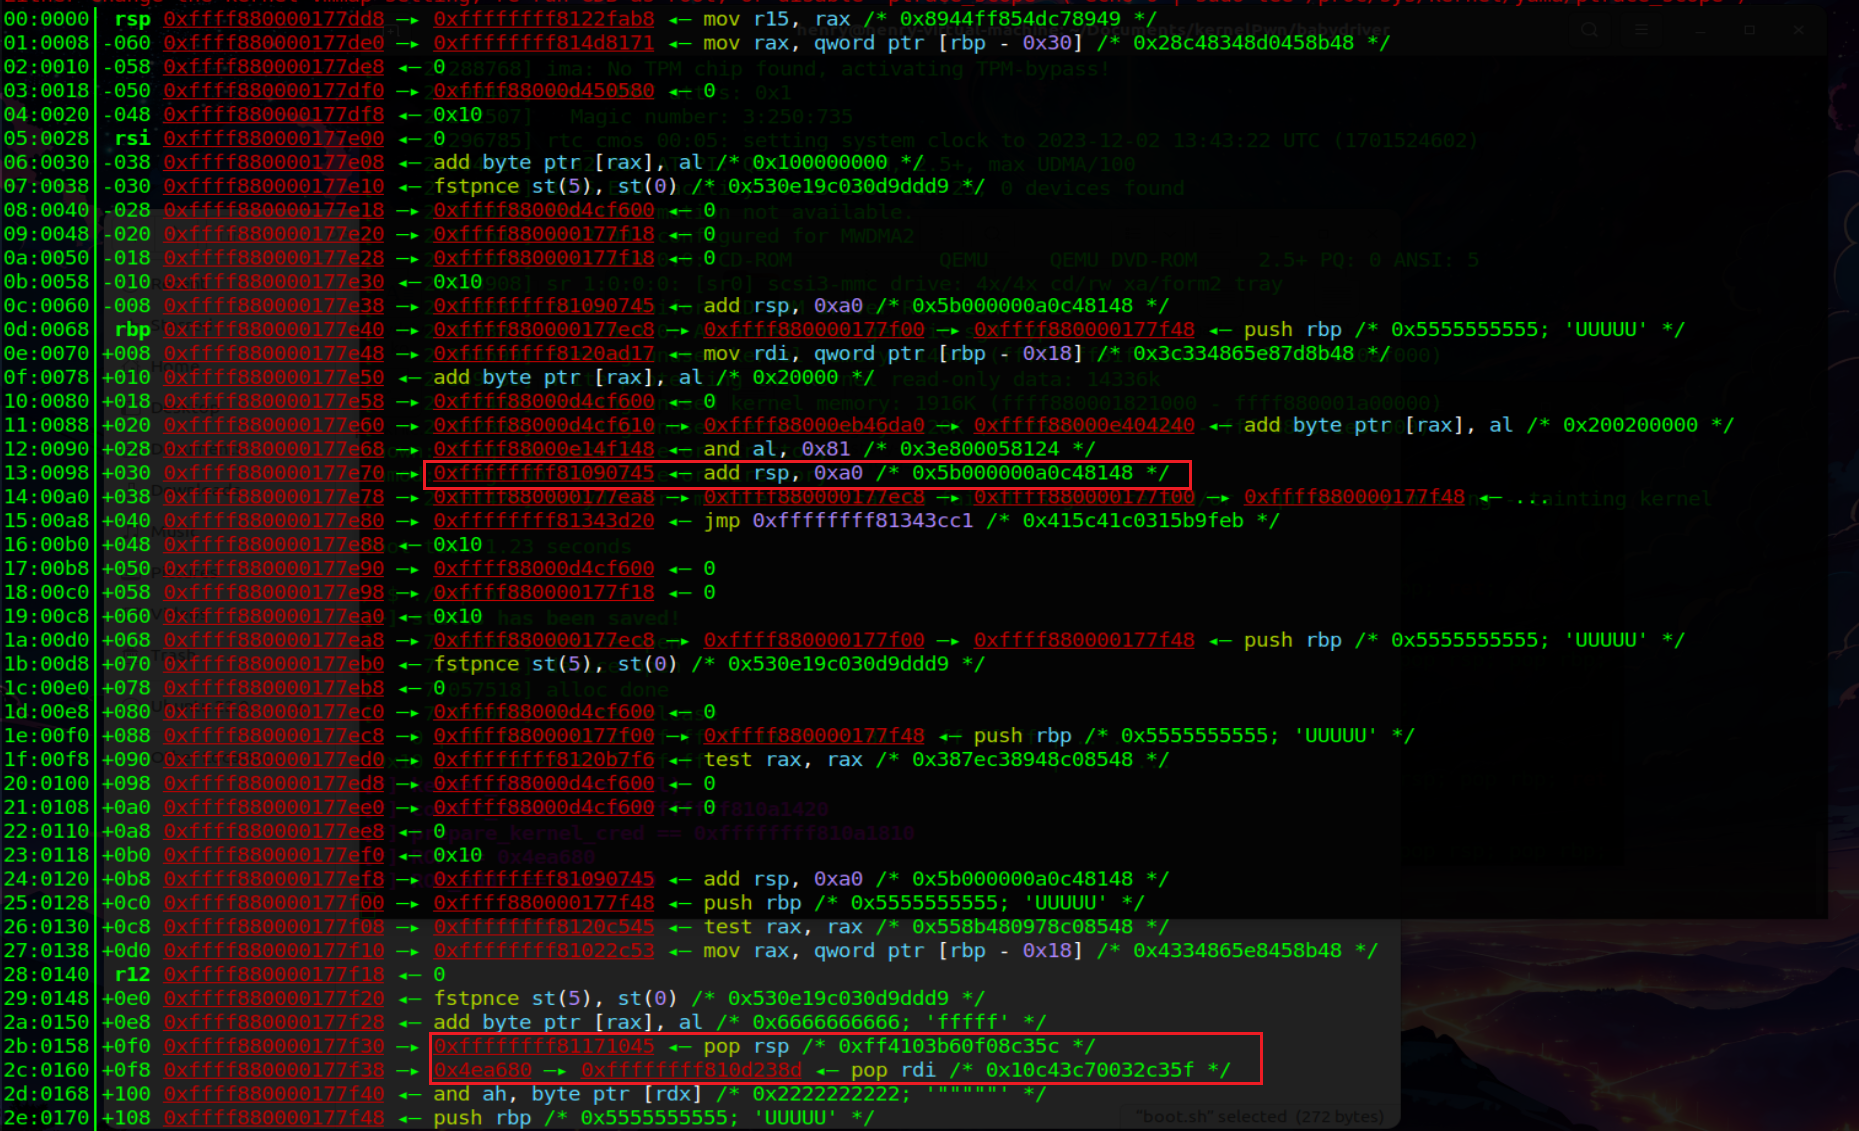 00:0000│ rsp 0xffff880000177dd8 —▸ 0xffffffff8122fab8 ◂— mov r15, rax /* 0x8944ff854dc78949 */
01:0008│-060 0xffff880000177de0 —▸ 0xffffffff814d8171 ◂— mov rax, qword ptr [rbp - 0x30] /* 0x28c48348d0458b48 */
02:0010│-058 0xffff880000177de8 ◂— 0
03:0018│-050 0xffff880000177df0 —▸ 0xffff88000d450580 ◂— 0
04:0020│-048 0xffff880000177df8 ◂— 0x10
05:0028│ rsi 0xffff880000177e00 ◂— 0
06:0030│-038 0xffff880000177e08 ◂— add byte ptr [rax], al /* 0x100000000 */
07:0038│-030 0xffff880000177e10 ◂— fstpnce st(5), st(0) /* 0x530e19c030d9ddd9 */
08:0040│-028 0xffff880000177e18 —▸ 0xffff88000d4cf600 ◂— 0
09:0048│-020 0xffff880000177e20 —▸ 0xffff880000177f18 ◂— 0
0a:0050│-018 0xffff880000177e28 —▸ 0xffff880000177f18 ◂— 0
0b:0058│-010 0xffff880000177e30 ◂— 0x10
0c:0060│-008 0xffff880000177e38 —▸ 0xffffffff81090745 ◂— add rsp, 0xa0 /* 0x5b000000a0c48148 */
0d:0068│ rbp 0xffff880000177e40 —▸ 0xffff880000177ec8 —▸ 0xffff880000177f00 —▸ 0xffff880000177f48 ◂— push rbp /* 0x5555555555; 'UUUUU' */
0e:0070│+008 0xffff880000177e48 —▸ 0xffffffff8120ad17 ◂— mov rdi, qword ptr [rbp - 0x18] /* 0x3c334865e87d8b48 */
0f:0078│+010 0xffff880000177e50 ◂— add byte ptr [rax], al /* 0x20000 */
10:0080│+018 0xffff880000177e58 —▸ 0xffff88000d4cf600 ◂— 0
11:0088│+020 0xffff880000177e60 —▸ 0xffff88000d4cf610 —▸ 0xffff88000eb46da0 —▸ 0xffff88000e404240 ◂— add byte ptr [rax], al /* 0x200200000 */
12:0090│+028 0xffff880000177e68 —▸ 0xffff88000e14f148 ◂— and al, 0x81 /* 0x3e800058124 */
13:0098│+030 0xffff880000177e70 —▸ 0xffffffff81090745 ◂— add rsp, 0xa0 /* 0x5b000000a0c48148 */
14:00a0│+038 0xffff880000177e78 —▸ 0xffff880000177ea8 —▸ 0xffff880000177ec8 —▸ 0xffff880000177f00 —▸ 0xffff880000177f48 ◂— ...
15:00a8│+040 0xffff880000177e80 —▸ 0xffffffff81343d20 ◂— jmp 0xffffffff81343cc1 /* 0x415c41c0315b9feb */
16:00b0│+048 0xffff880000177e88 ◂— 0x10
17:00b8│+050 0xffff880000177e90 —▸ 0xffff88000d4cf600 ◂— 0
18:00c0│+058 0xffff880000177e98 —▸ 0xffff880000177f18 ◂— 0
19:00c8│+060 0xffff880000177ea0 ◂— 0x10
1a:00d0│+068 0xffff880000177ea8 —▸ 0xffff880000177ec8 —▸ 0xffff880000177f00 —▸ 0xffff880000177f48 ◂— push rbp /* 0x5555555555; 'UUUUU' */
1b:00d8│+070 0xffff880000177eb0 ◂— fstpnce st(5), st(0) /* 0x530e19c030d9ddd9 */
1c:00e0│+078 0xffff880000177eb8 ◂— 0
1d:00e8│+080 0xffff880000177ec0 —▸ 0xffff88000d4cf600 ◂— 0
1e:00f0│+088 0xffff880000177ec8 —▸ 0xffff880000177f00 —▸ 0xffff880000177f48 ◂— push rbp /* 0x5555555555; 'UUUUU' */
1f:00f8│+090 0xffff880000177ed0 —▸ 0xffffffff8120b7f6 ◂— test rax, rax /* 0x387ec38948c08548 */
20:0100│+098 0xffff880000177ed8 —▸ 0xffff88000d4cf600 ◂— 0
21:0108│+0a0 0xffff880000177ee0 —▸ 0xffff88000d4cf600 ◂— 0
22:0110│+0a8 0xffff880000177ee8 ◂— 0
23:0118│+0b0 0xffff880000177ef0 ◂— 0x10
24:0120│+0b8 0xffff880000177ef8 —▸ 0xffffffff81090745 ◂— add rsp, 0xa0 /* 0x5b000000a0c48148 */
25:0128│+0c0 0xffff880000177f00 —▸ 0xffff880000177f48 ◂— push rbp /* 0x5555555555; 'UUUUU' */
26:0130│+0c8 0xffff880000177f08 —▸ 0xffffffff8120c545 ◂— test rax, rax /* 0x558b480978c08548 */
27:0138│+0d0 0xffff880000177f10 —▸ 0xffffffff81022c53 ◂— mov rax, qword ptr [rbp - 0x18] /* 0x4334865e8458b48 */
28:0140│ r12 0xffff880000177f18 ◂— 0
29:0148│+0e0 0xffff880000177f20 ◂— fstpnce st(5), st(0) /* 0x530e19c030d9ddd9 */
2a:0150│+0e8 0xffff880000177f28 ◂— add byte ptr [rax], al /* 0x6666666666; 'fffff' */
2b:0158│+0f0 0xffff880000177f30 —▸ 0xffffffff81171045 ◂— pop rsp /* 0xff4103b60f08c35c */
2c:0160│+0f8 0xffff880000177f38 —▸ 0x4ea680 —▸ 0xffffffff810d238d ◂— pop rdi /* 0x10c43c70032c35f */
2d:0168│+100 0xffff880000177f40 ◂— and ah, byte ptr [rdx] /* 0x2222222222; '"""""' */
2e:0170│+108 0xffff880000177f48 ◂— push rbp /* 0x5555555555; 'UUUUU' */
"boot.sh" selected (272 bytes)